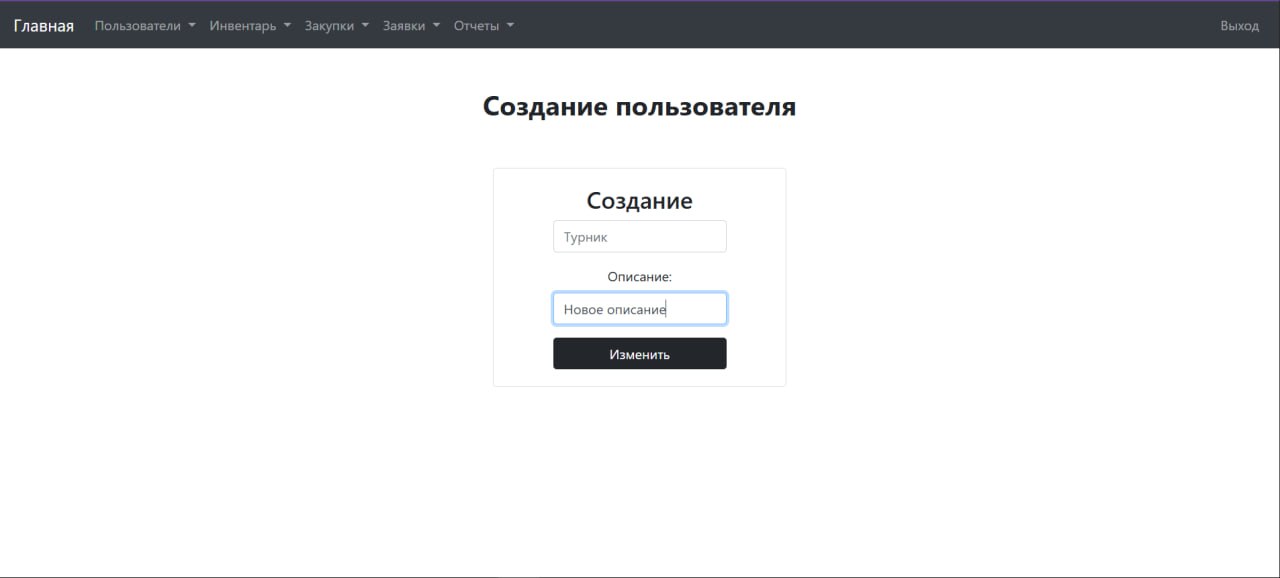 Главная Пользователи Инвентарь Закупки Заявки Отчеты Выход
Создание пользователя
Создание
Турник
Описание:
Новое описание
Изменить